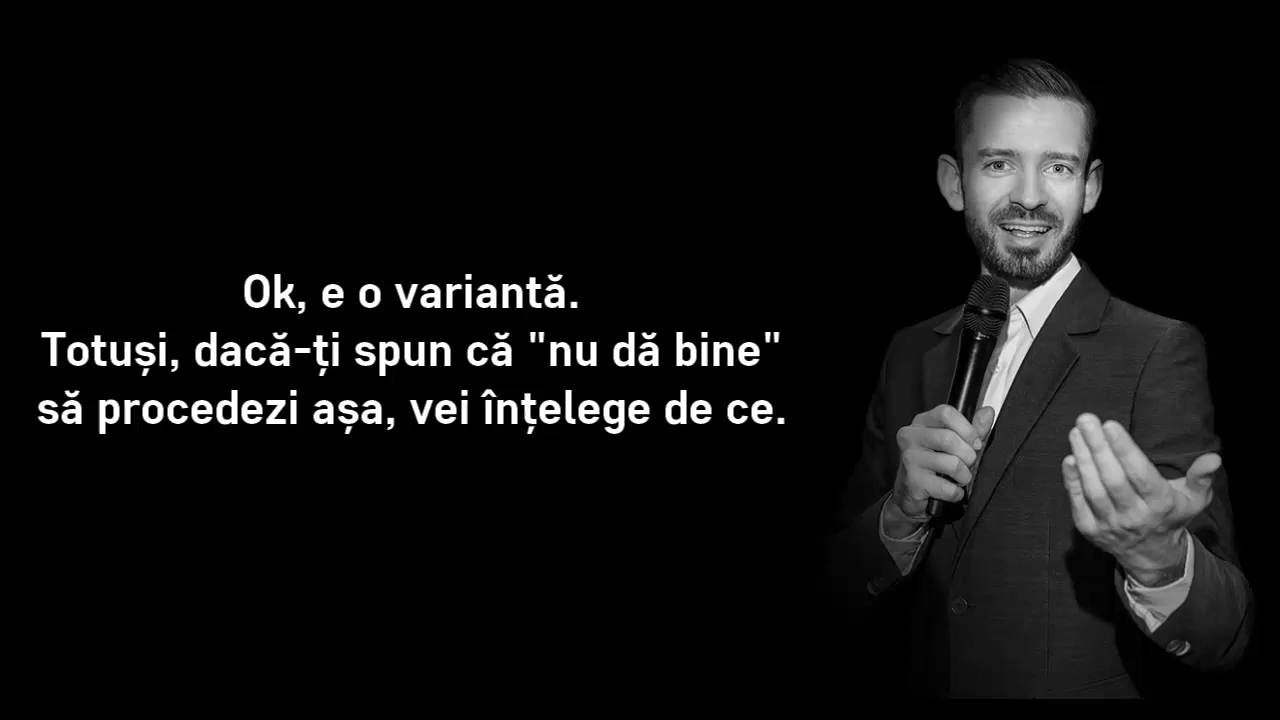 Ok, e o variantă.
Totuși, dacă-ți spun că "nu dă bine"
să procedezi așa, vei înțelege de ce.